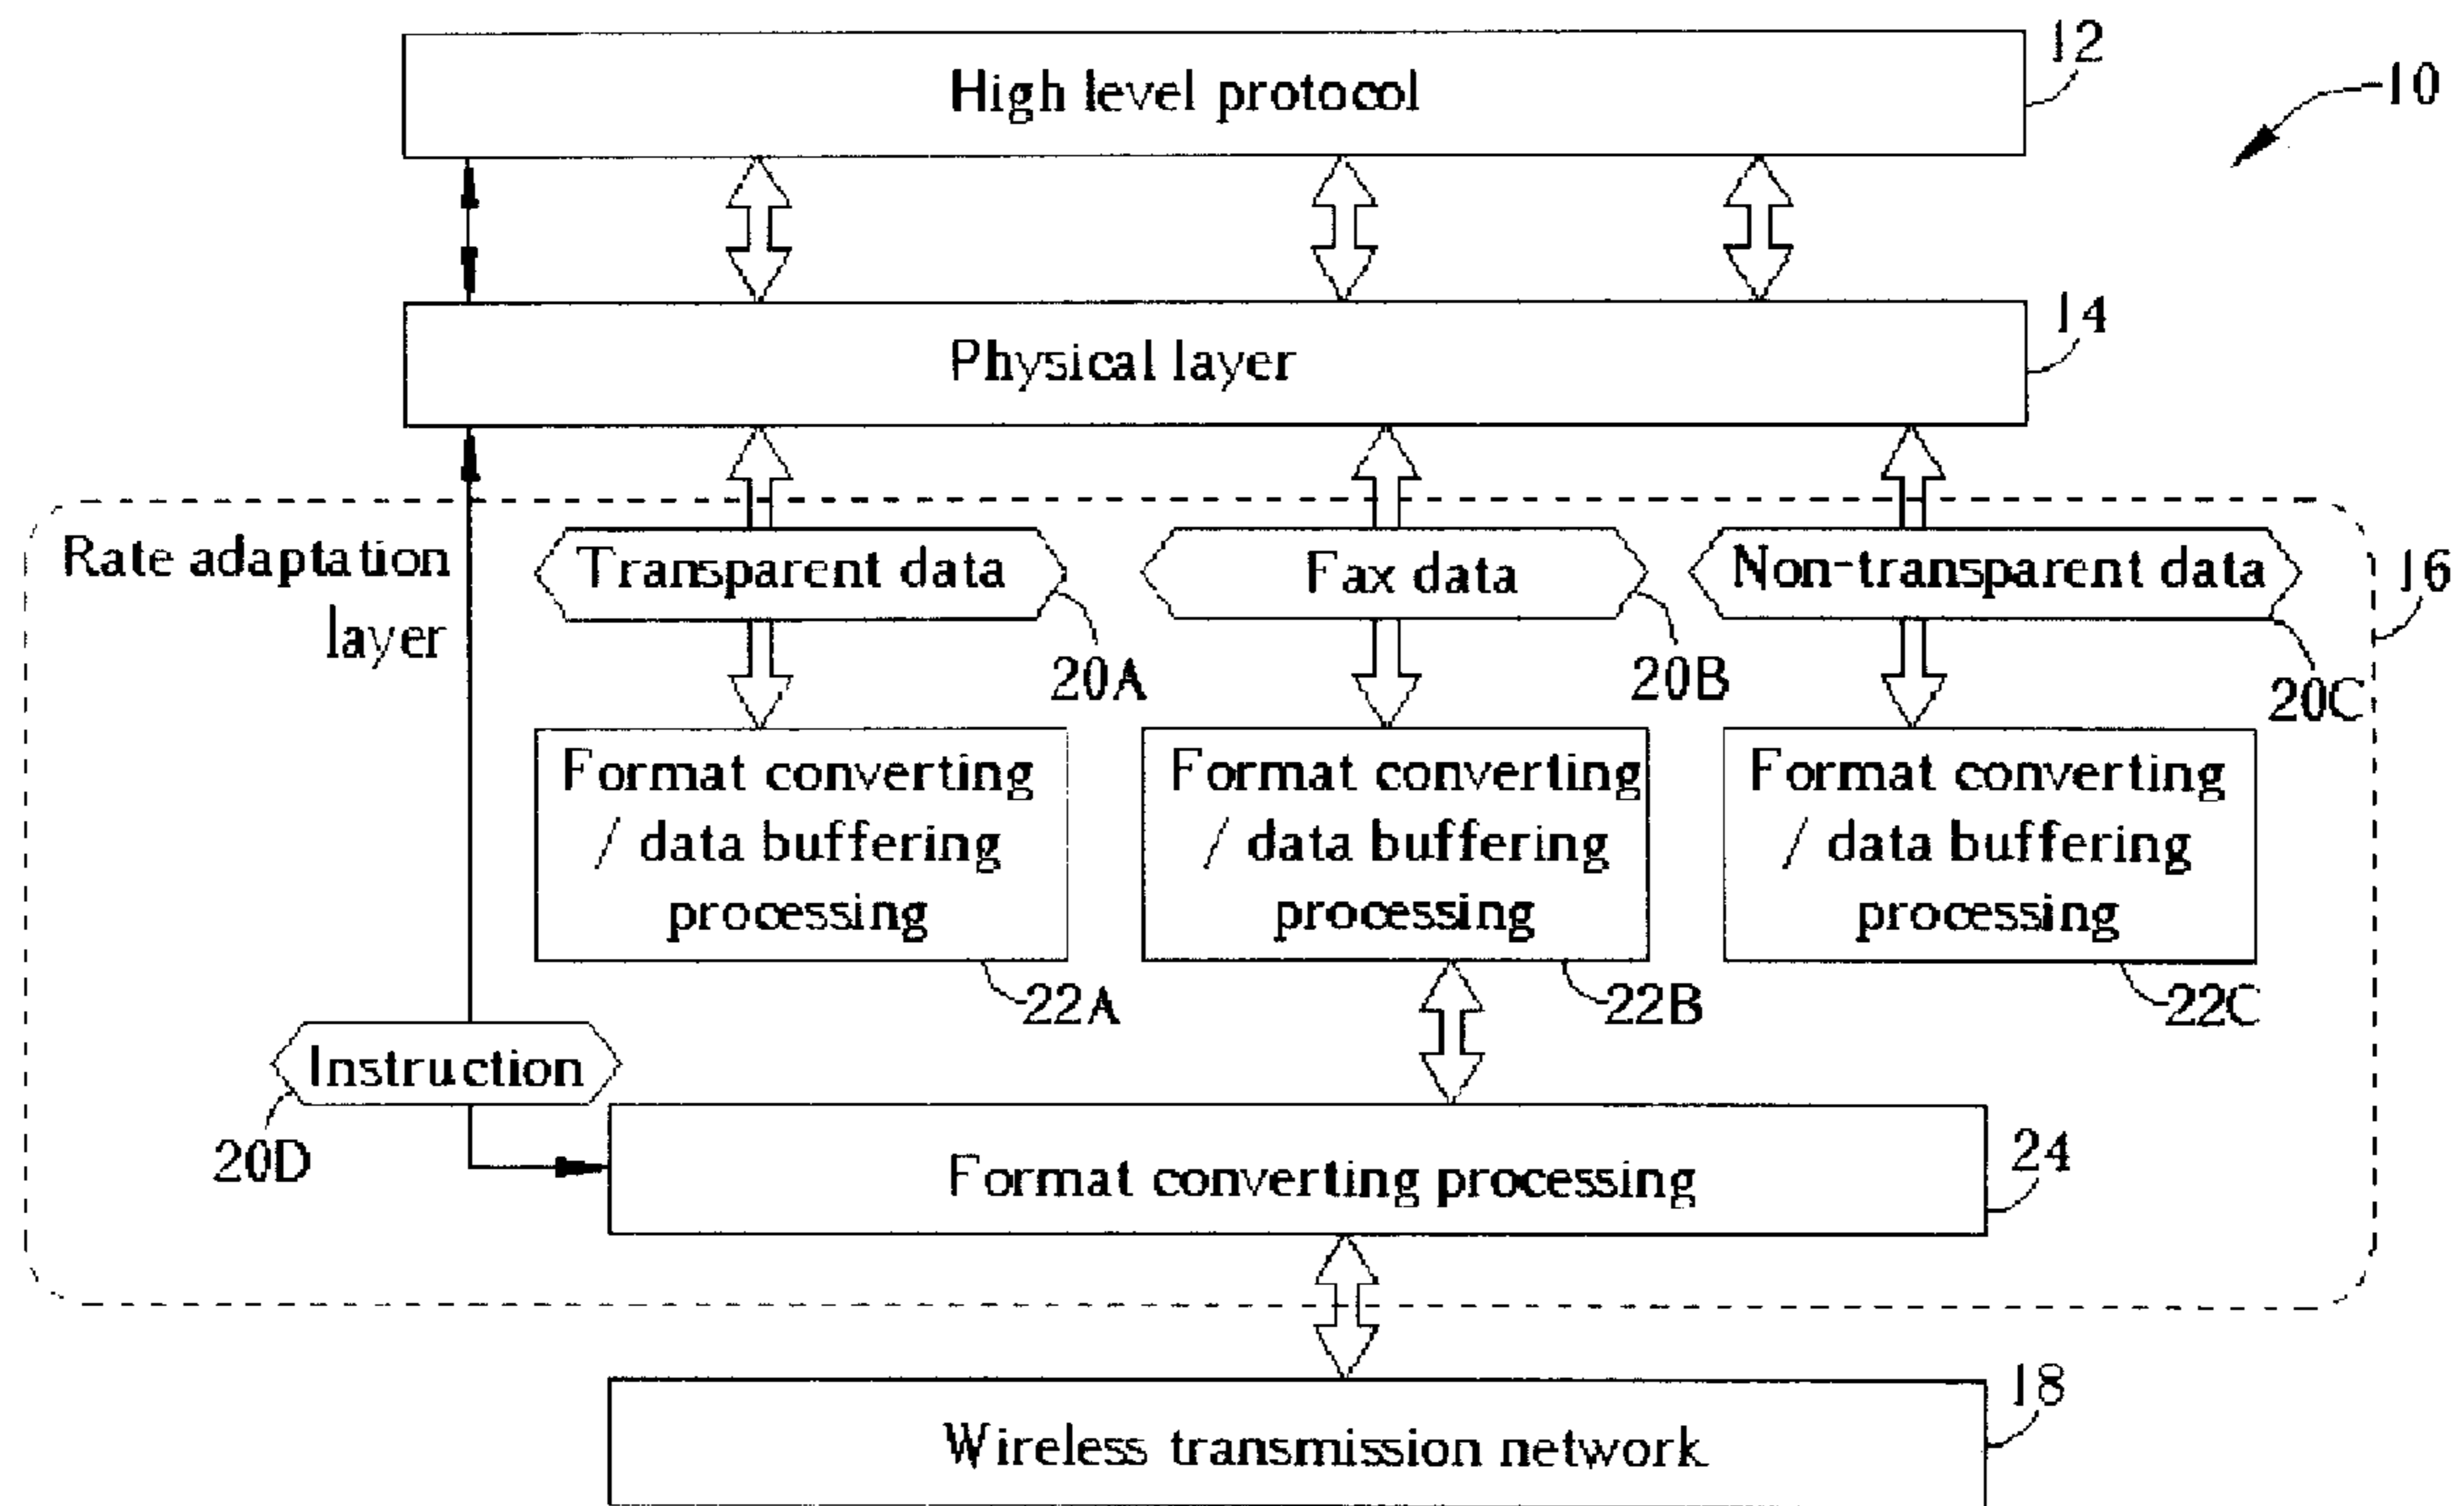 12
High level protocol
10
14
Physical layer
Rate adaptation
layer
Transparent data
Fax data
Non-transparent data
16
20A
20B
20C
Format converting
/ data buffering
processing
Format converting
/ data buffering
processing
Format converting
/ data buffering
processing
22A
22B
22C
Instruction
20D
24
Format converting processing
18
Wireless transmission network